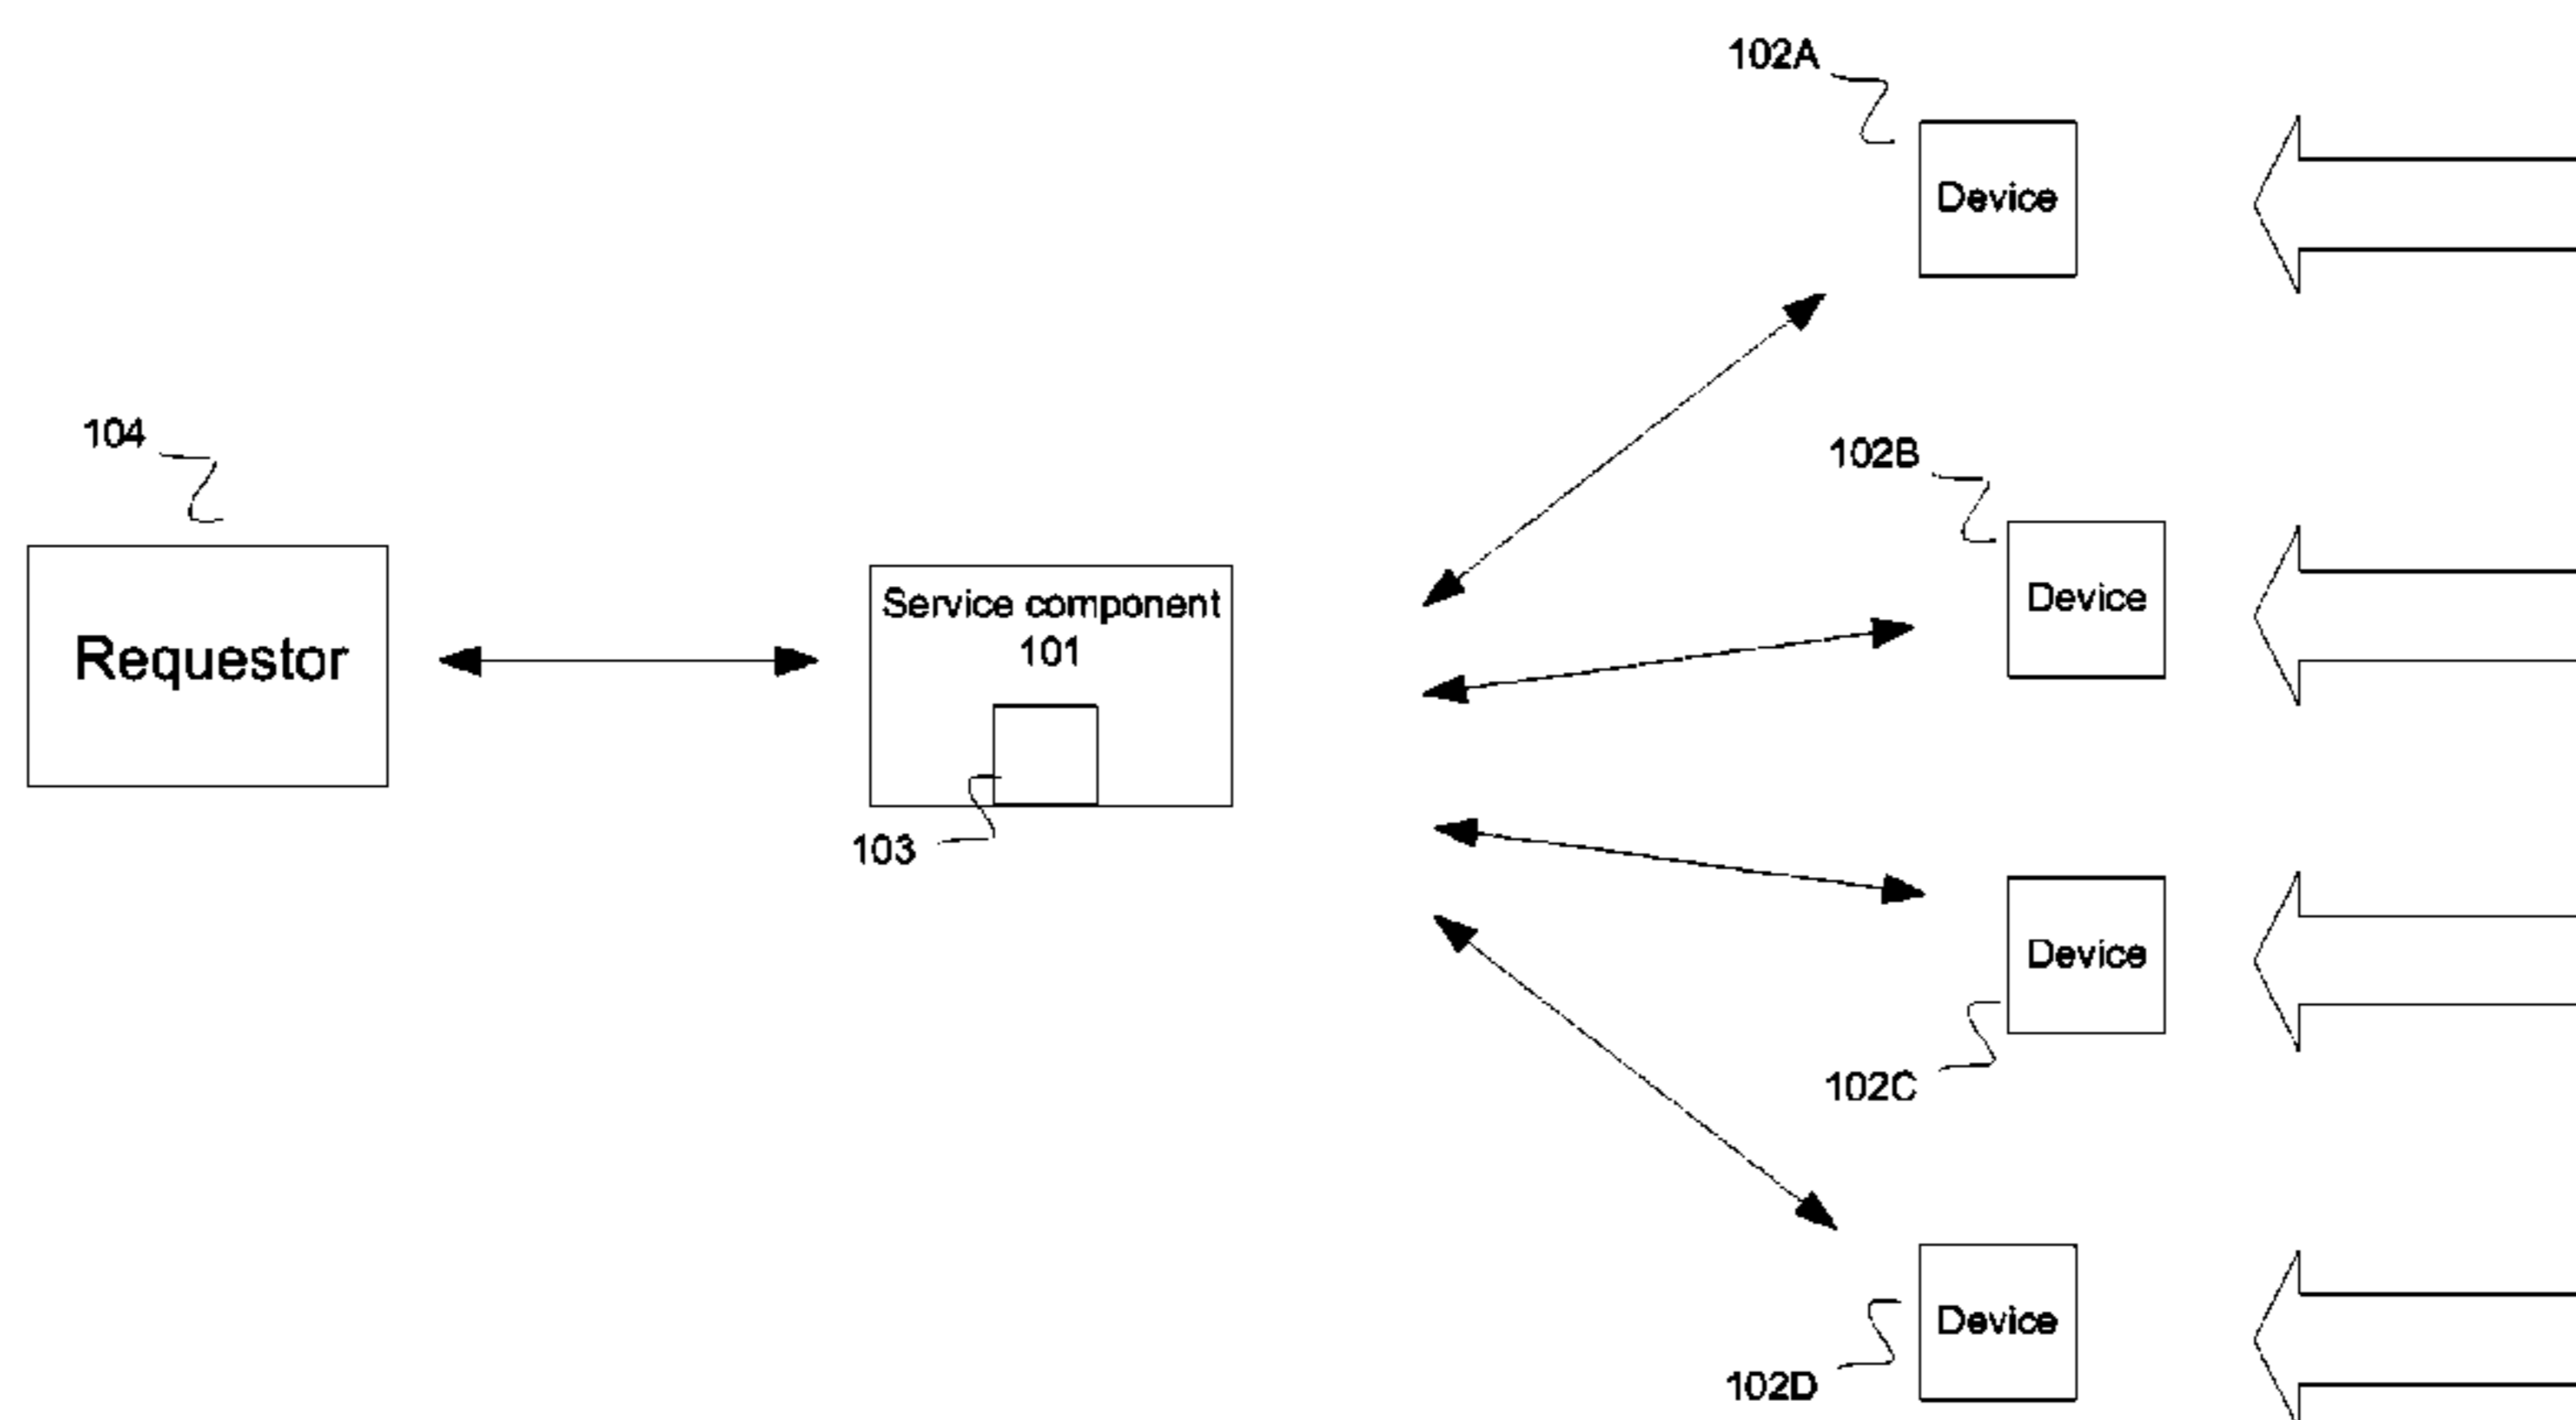 102A
Device
104
102B
Device
Requestor
Service component
101
103
Device
102C
Device
102D